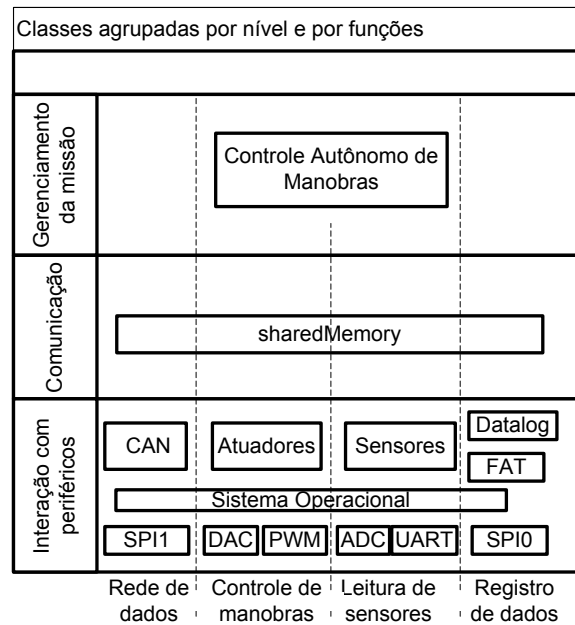 Classes agrupadas por nível e por funções
Gerenciamento
da missão
Controle Autônomo de
Manobras
Comunicação
sharedMemory
Interação com
periféricos
CAN
Atuadores
Sensores
Datalog
FAT
Sistema Operacional
SPI1
DAC
PWM
ADC
UART
SPI0
Rede de
dados
Controle de
manobras
Leitura de
sensores
Registro
de dados